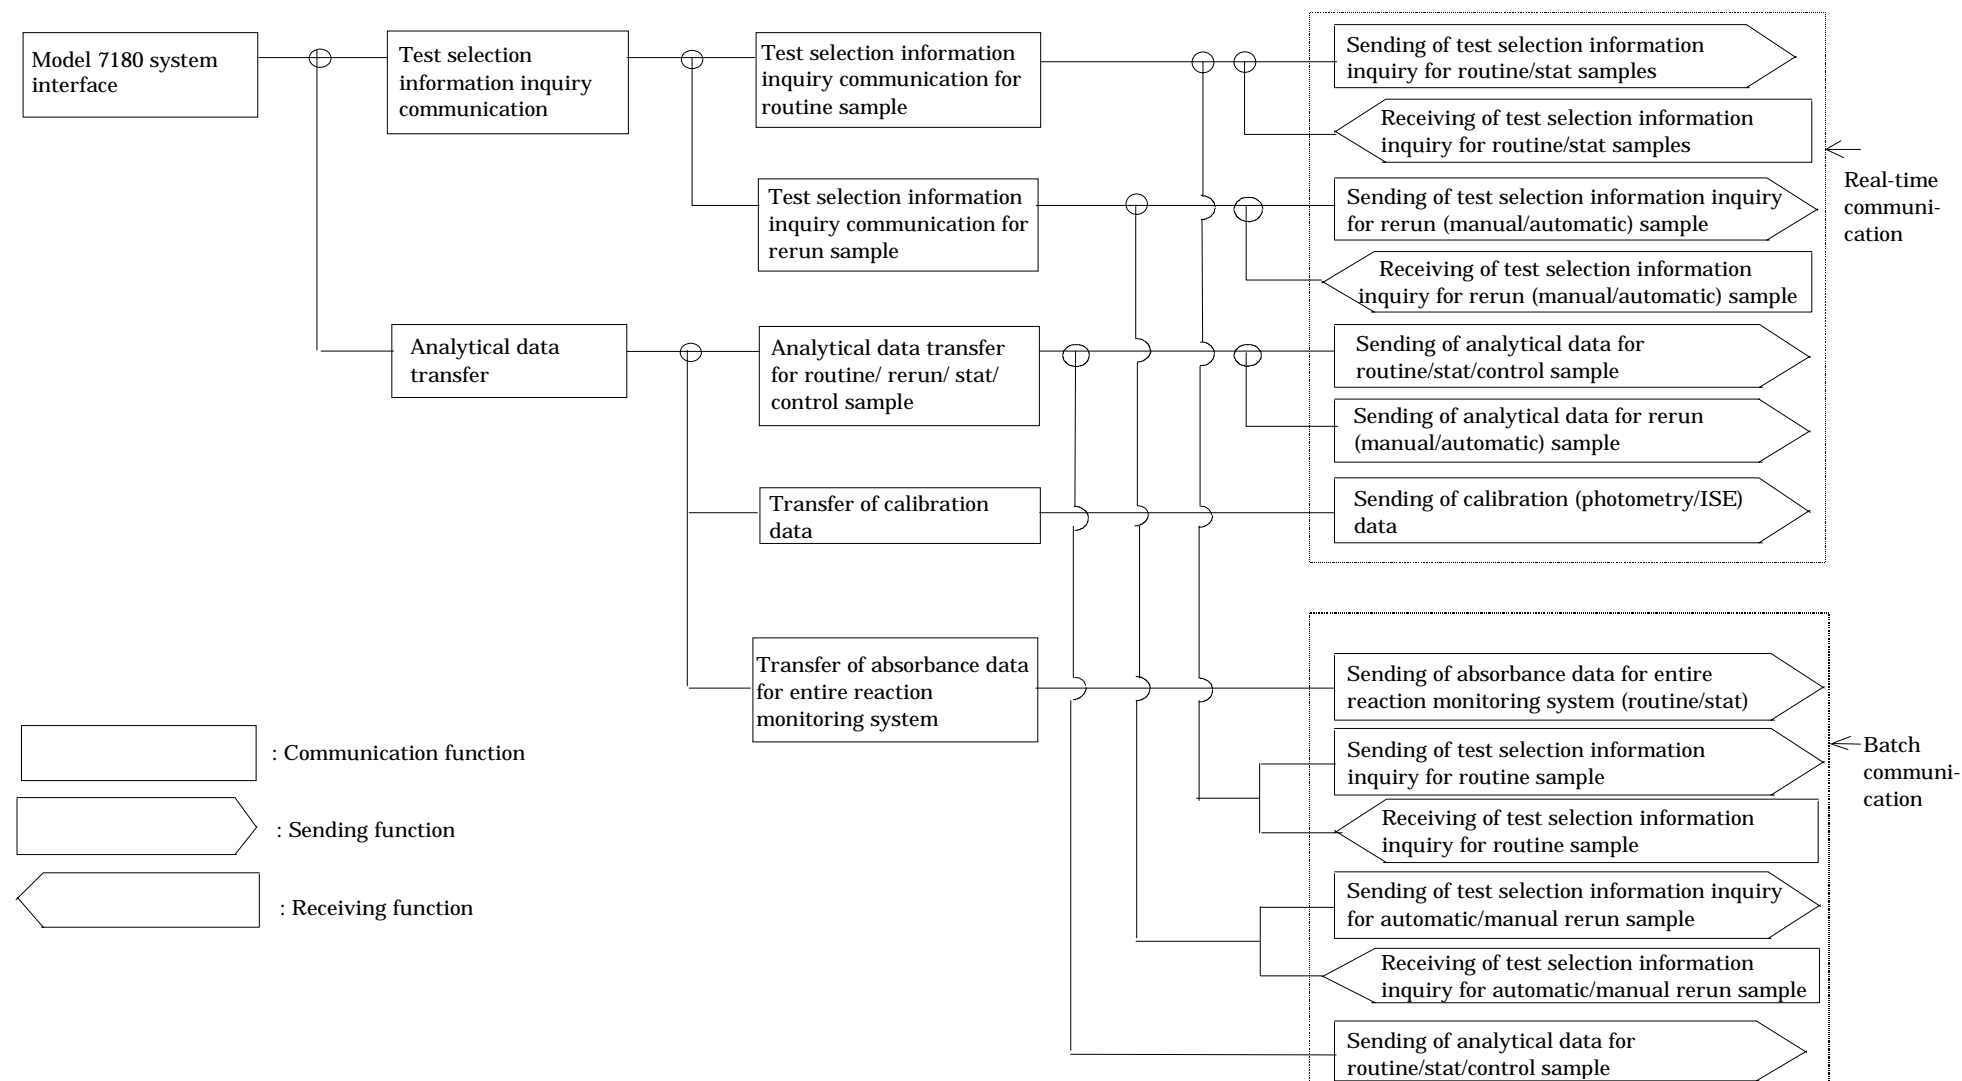 Model 7180 system
interface
Test selection
information inquiry
communication
Test selection information
inquiry communication for
routine sample
Sending of test selection information
inquiry for routine/stat samples
Receiving of test selection information
inquiry for routine/stat samples
Real-time
communi-
cation
Test selection information
inquiry communication for
rerun sample
Sending of test selection information inquiry
for rerun (manual/automatic) sample
Receiving of test selection information
inquiry for rerun (manual/automatic) sample
Analytical data
transfer
Analytical data transfer
for routine/ rerun/ stat/
control sample
Sending of analytical data for
routine/stat/control sample
Sending of analytical data for rerun
(manual/automatic) sample
Transfer of calibration
data
Sending of calibration (photometry/ISE)
data
Transfer of absorbance data
for entire reaction
monitoring system
Sending of absorbance data for entire
reaction monitoring system (routine/stat)
Batch
communi-
cation
Sending of test selection information
inquiry for routine sample
Receiving of test selection information
inquiry for routine sample
Sending of test selection information inquiry
for automatic/manual rerun sample
Receiving of test selection information
inquiry for automatic/manual rerun sample
Sending of analytical data for
routine/stat/control sample
: Communication function
: Sending function
: Receiving function